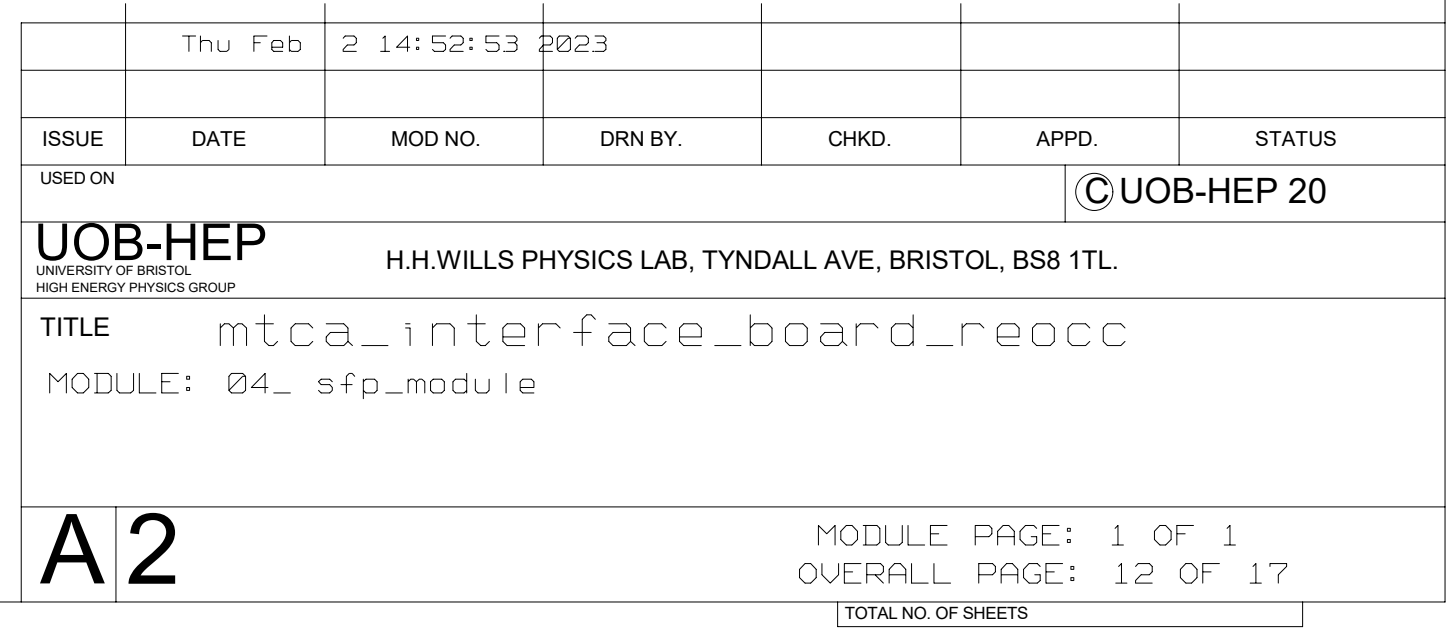 Thu Feb 2 14:52:53 2023
ISSUE DATE MOD NO. DRN BY. CHKD. APPD. STATUS
USED ON
©UOB-HEP 20
UOB-HEP
UNIVERSITY OF BRISTOL
HIGH ENERGY PHYSICS GROUP
H.H.WILLS PHYSICS LAB, TYNDALL AVE, BRISTOL, BS8 1TL.
TITLE mtca_interface_board_reocc
MODULE: 04_ sfp_module
A 2
MODULE PAGE: 1 OF 1
OVERALL PAGE: 12 OF 17
TOTAL NO. OF SHEETS